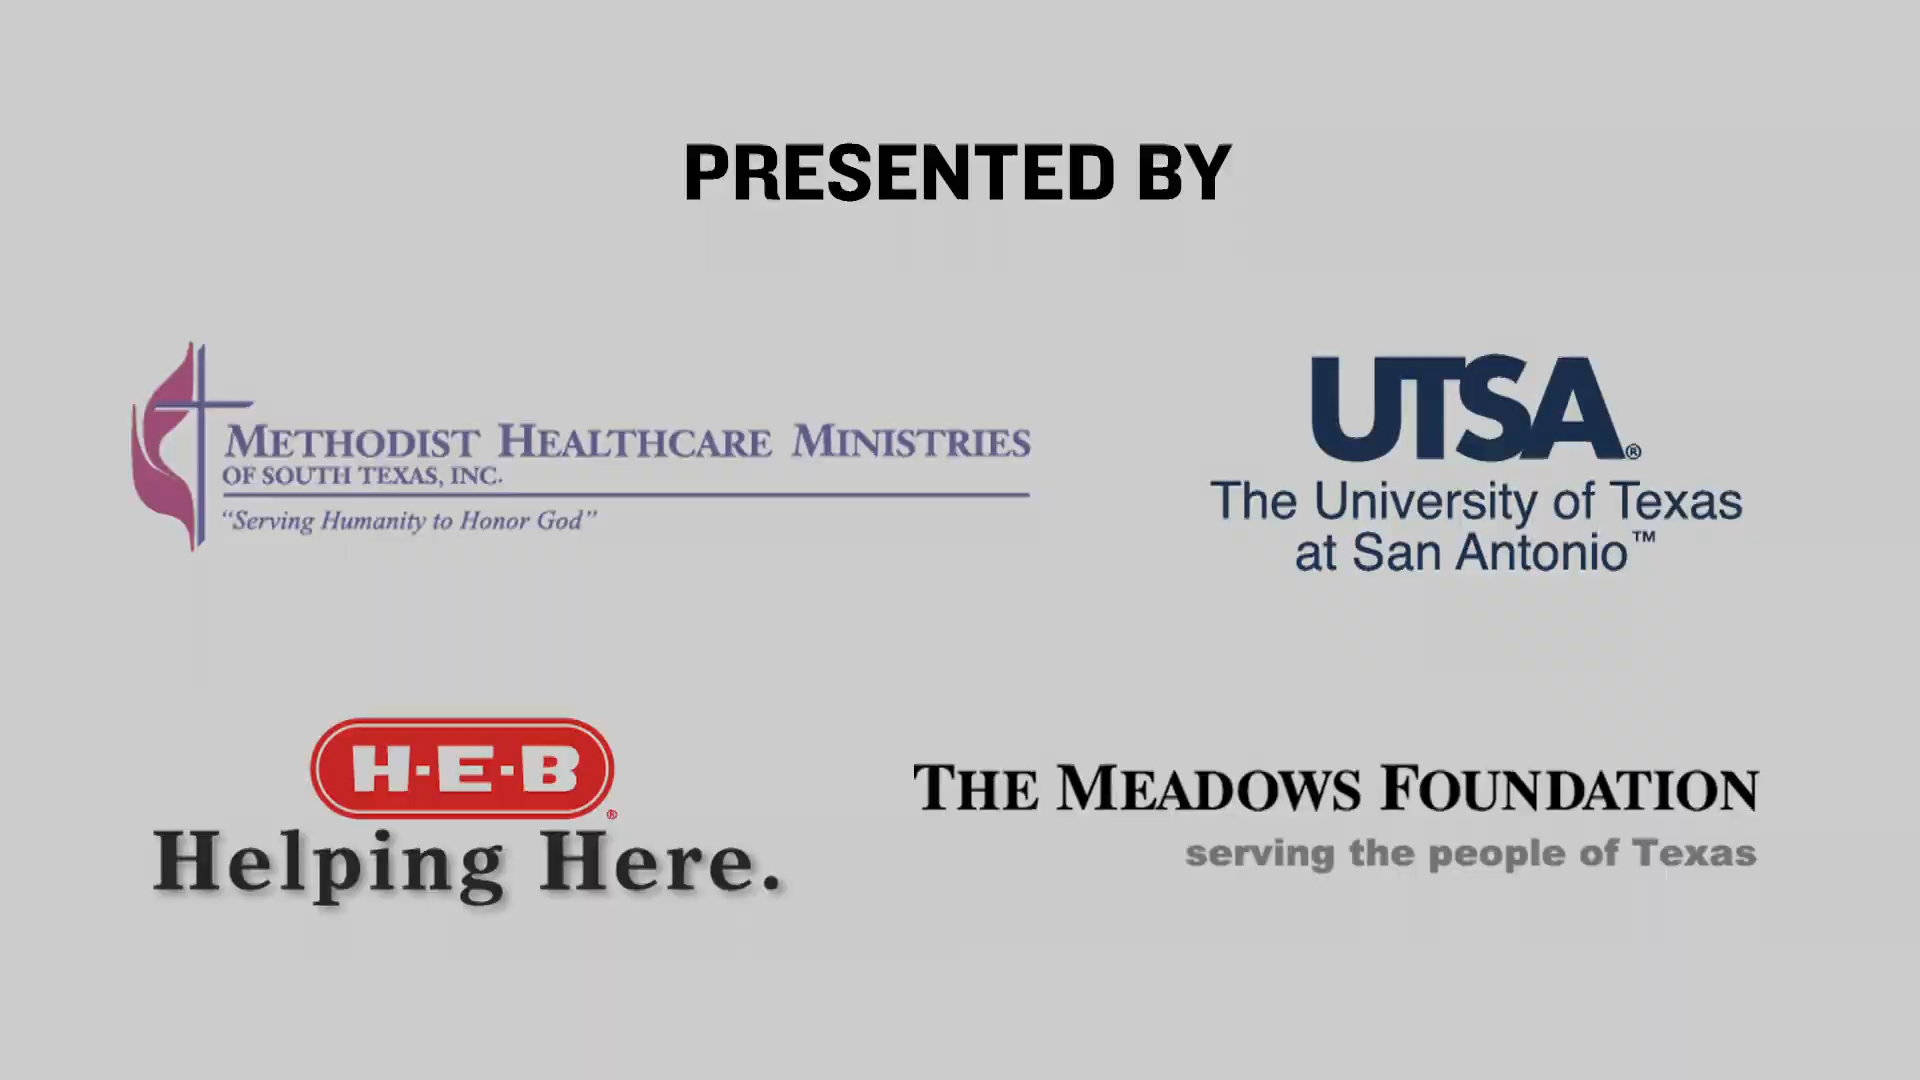 PRESENTED BY
METHODIST HEALTHCARE MINISTRIES
OF SOUTH TEXAS, INC.
“Serving Humanity to Honor God”
UTSA®
The University of Texas
at San Antonio™
H·E·B®
Helping Here.
THE MEADOWS FOUNDATION
serving the people of Texas